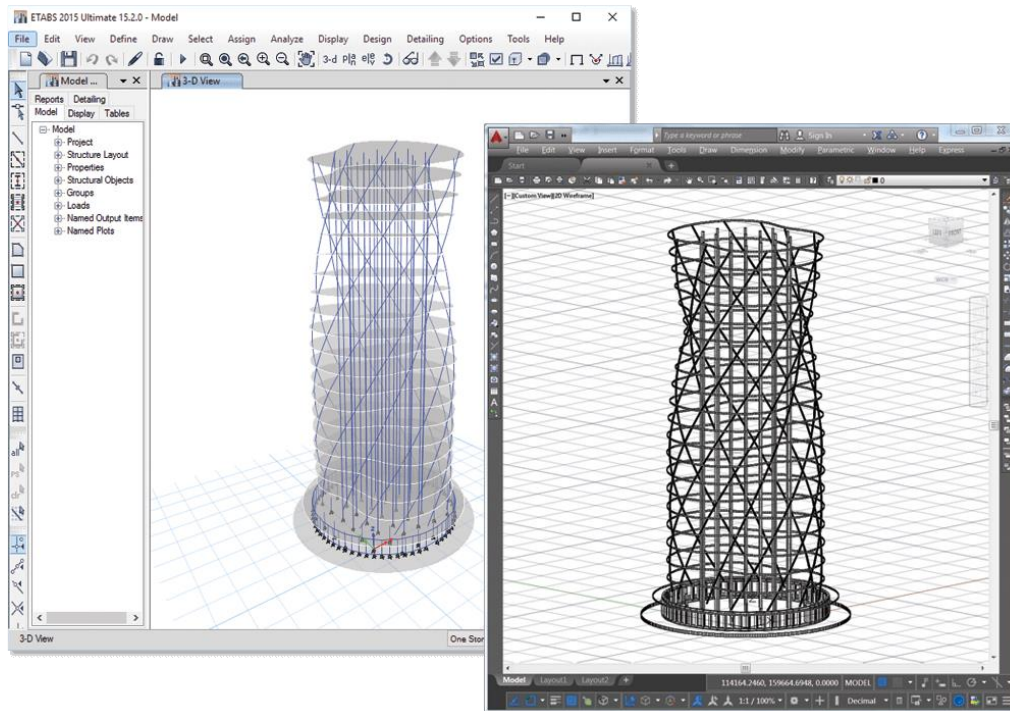 ETABS 2015 Ultimate 15.2.0 - Model
File Edit View Define Draw Select Assign Analyze Display Design Detailing Options Tools Help
3-d
Model ...
3-D View
Reports Detailing
Model Display Tables
Model
Project
Structure Layout
Properties
Structural Objects
Groups
Loads
Named Output Items
Named Plots
all
3-D View
One Stor
Type a keyword or phrase
Sign In
File Edit View Insert Format Tools Draw Dimension Modify Parametric Window Help Express
Start
[−][Custom View][2D Wireframe]
Model Layout1 Layout2 +
114164.2460, 159664.6948, 0.0000 MODEL
1:1 / 100%
Decimal